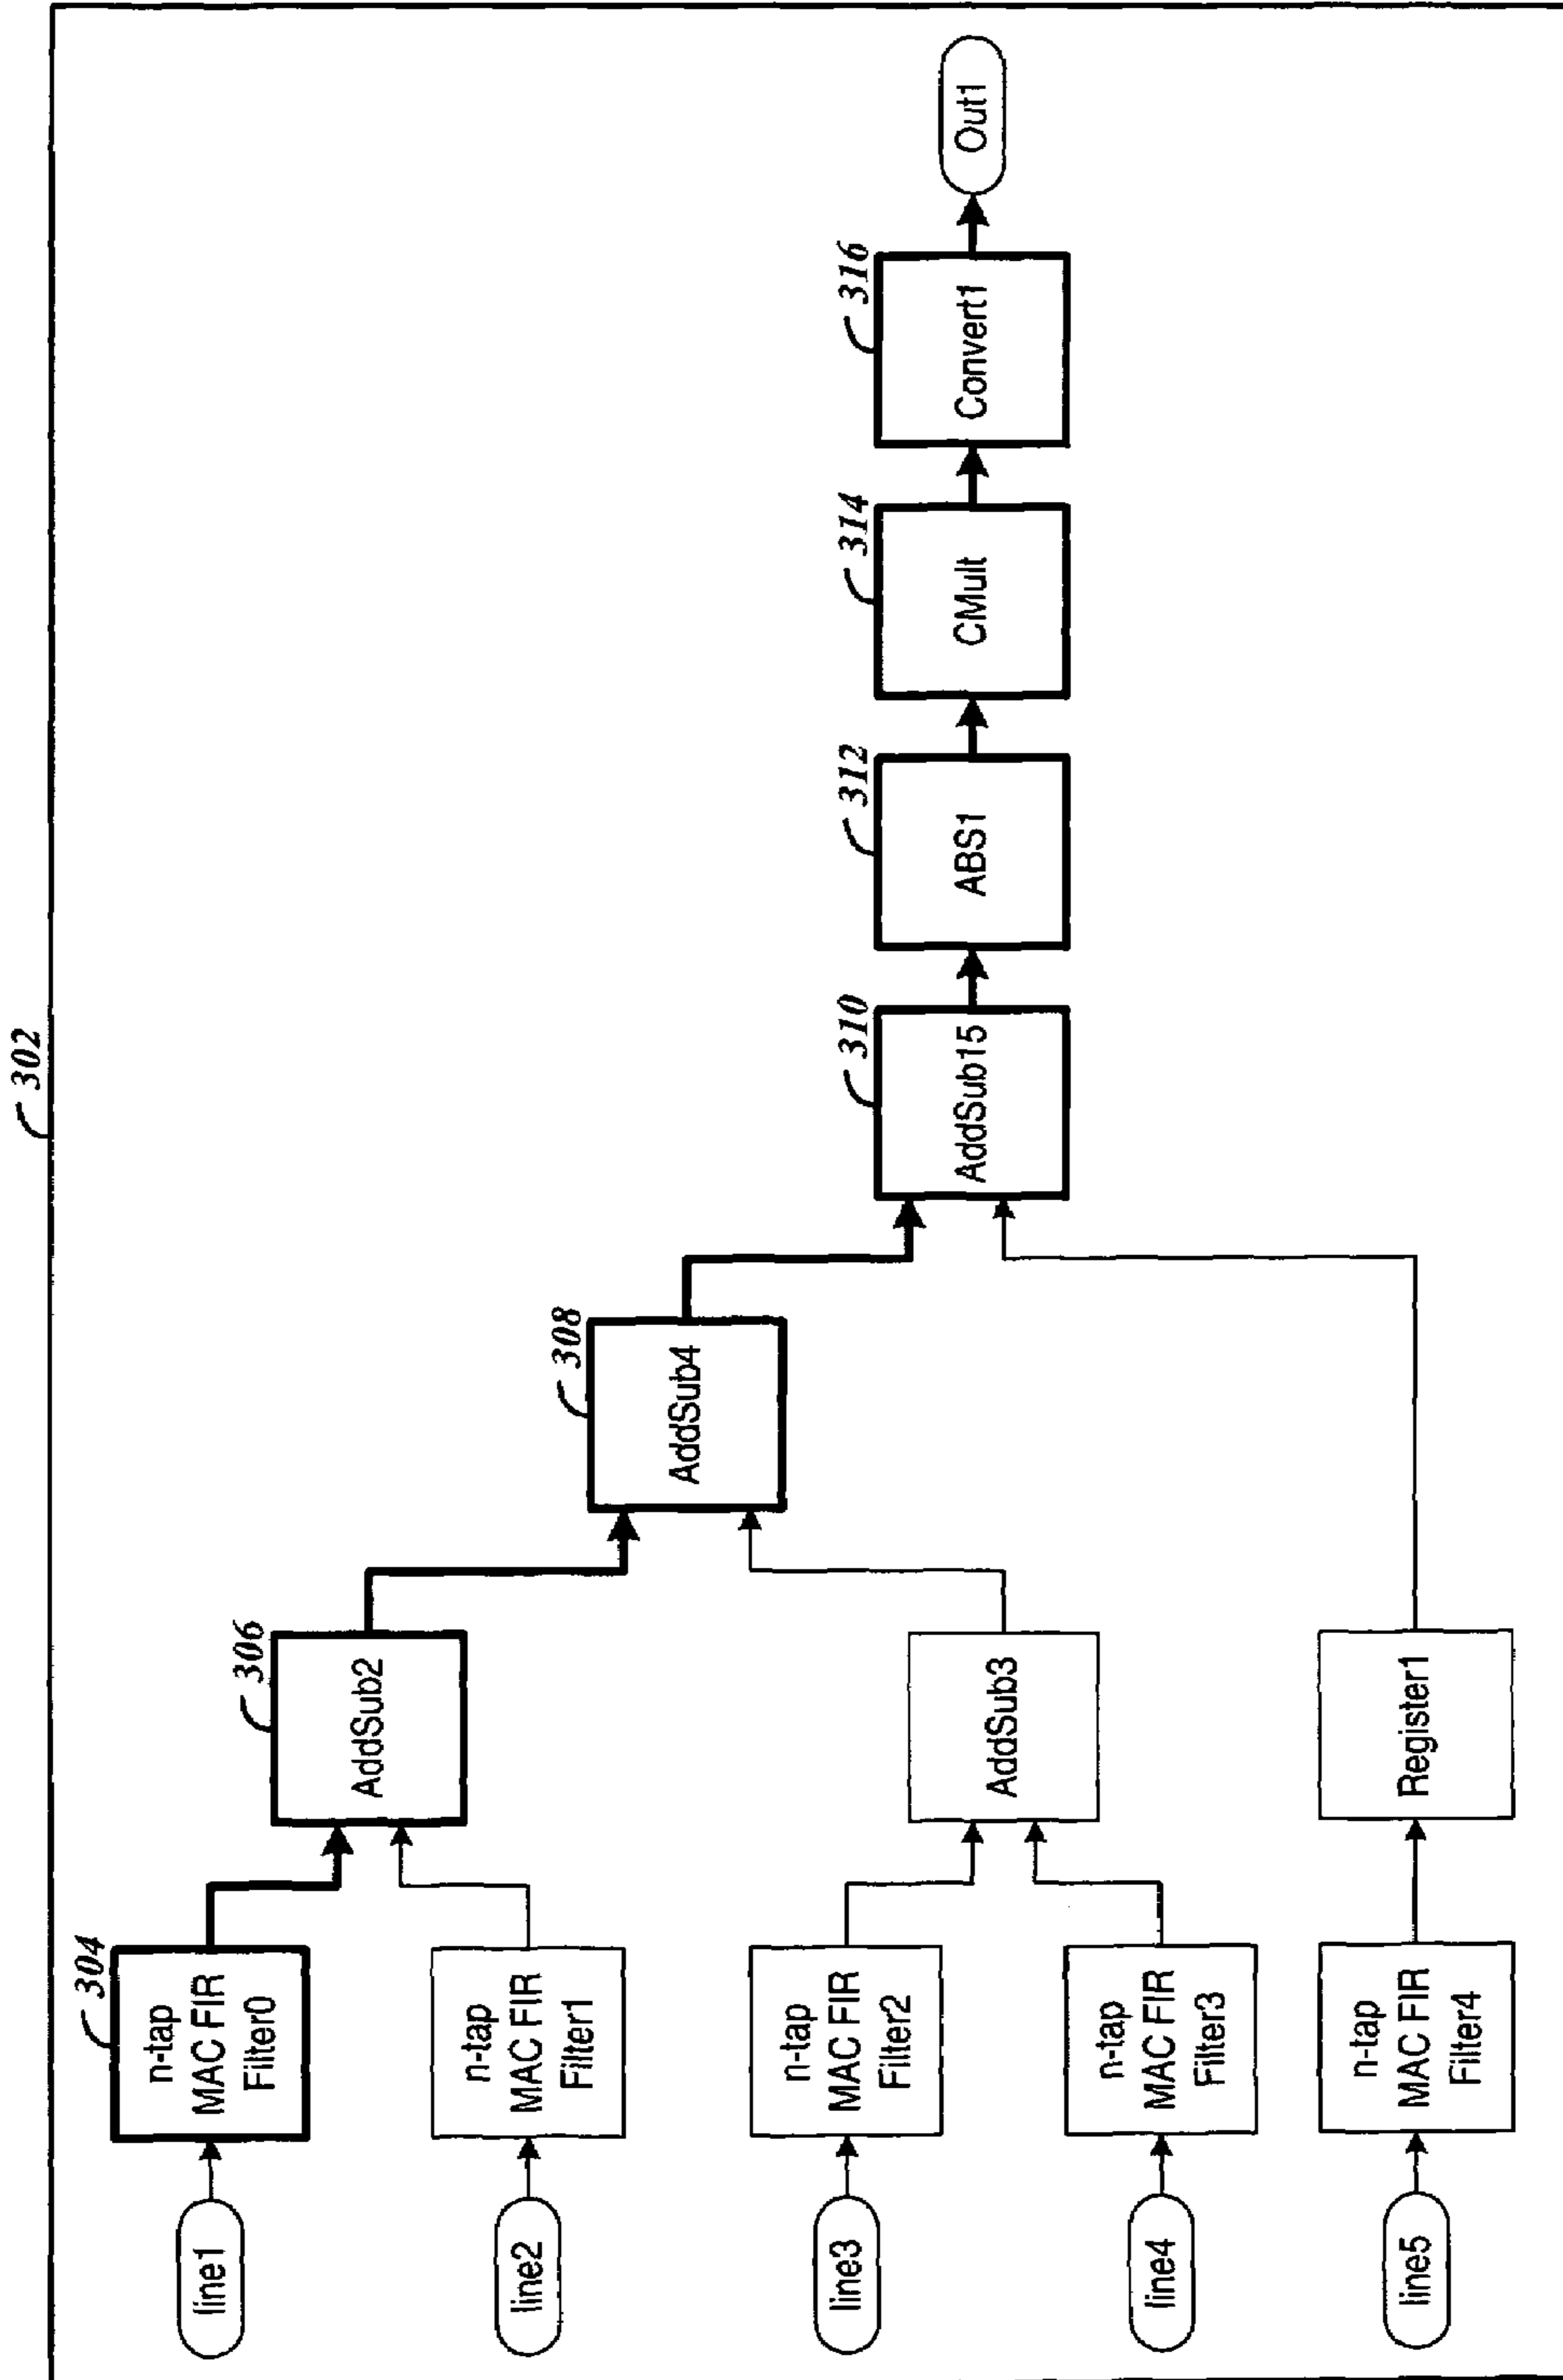 302
304
n-tap
MAC FIR
Filter0
line1
306
AddSub2
n-tap
MAC FIR
Filter1
line2
308
AddSub4
n-tap
MAC FIR
Filter2
line3
AddSub3
310
AddSub15
312
ABS1
314
CMult
316
Convert1
Out1
n-tap
MAC FIR
Filter3
line4
n-tap
MAC FIR
Filter4
line5
Register1